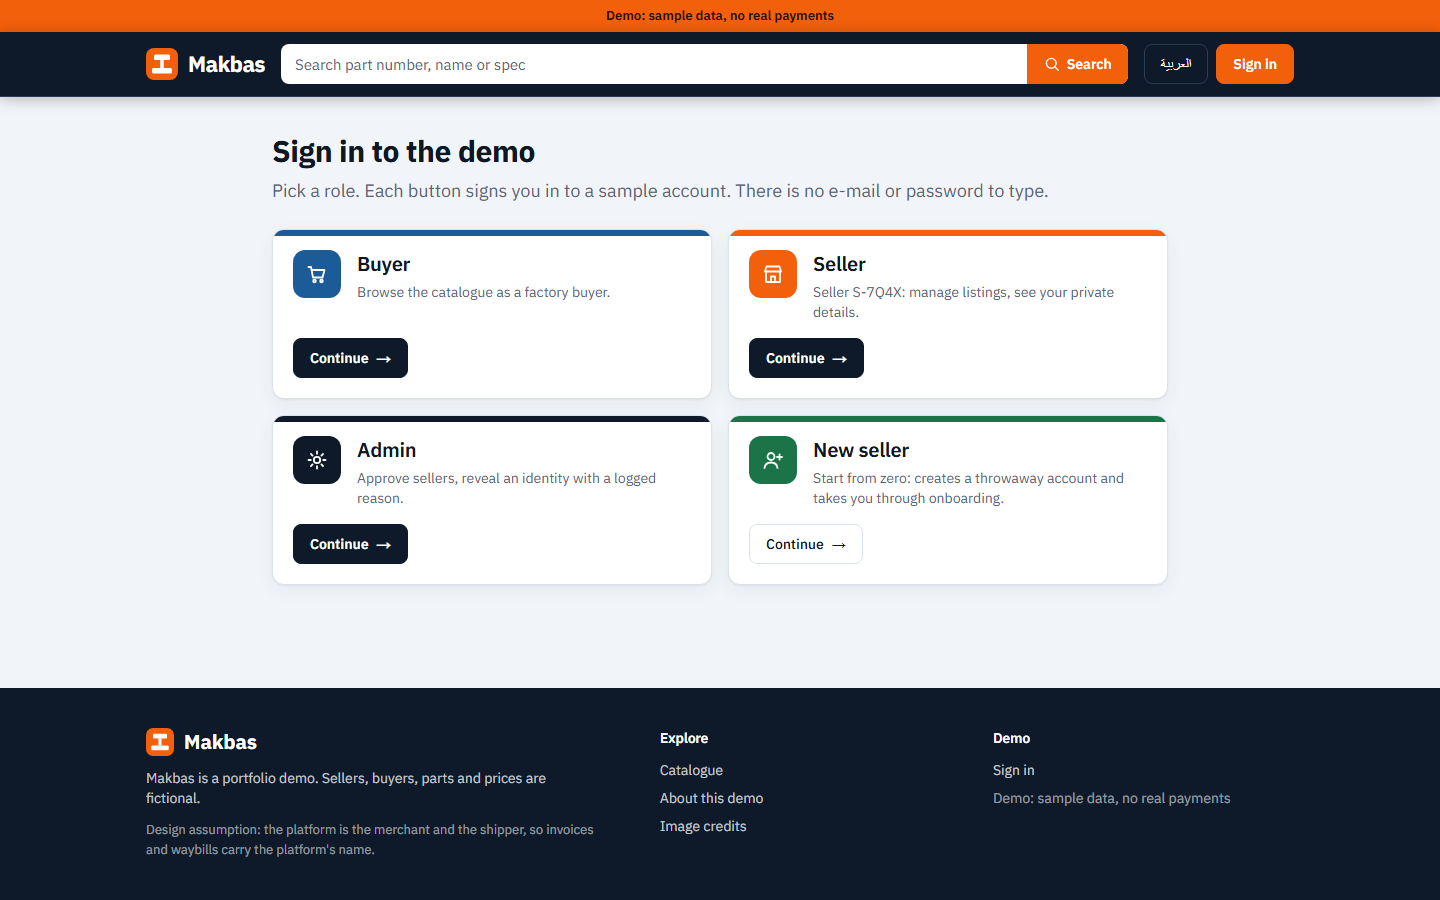 Demo: sample data, no real payments
Makbas
Search part number, name or spec
Search
العربية
Sign in
Sign in to the demo
Pick a role. Each button signs you in to a sample account. There is no e-mail or password to type.
Buyer
Browse the catalogue as a factory buyer.
Continue →
Seller
Seller S-7Q4X: manage listings, see your private
details.
Continue →
Admin
Approve sellers, reveal an identity with a logged
reason.
Continue →
New seller
Start from zero: creates a throwaway account and
takes you through onboarding.
Continue →
Makbas
Makbas is a portfolio demo. Sellers, buyers, parts and prices are
fictional.
Design assumption: the platform is the merchant and the shipper, so invoices
and waybills carry the platform's name.
Explore
Catalogue
About this demo
Image credits
Demo
Sign in
Demo: sample data, no real payments